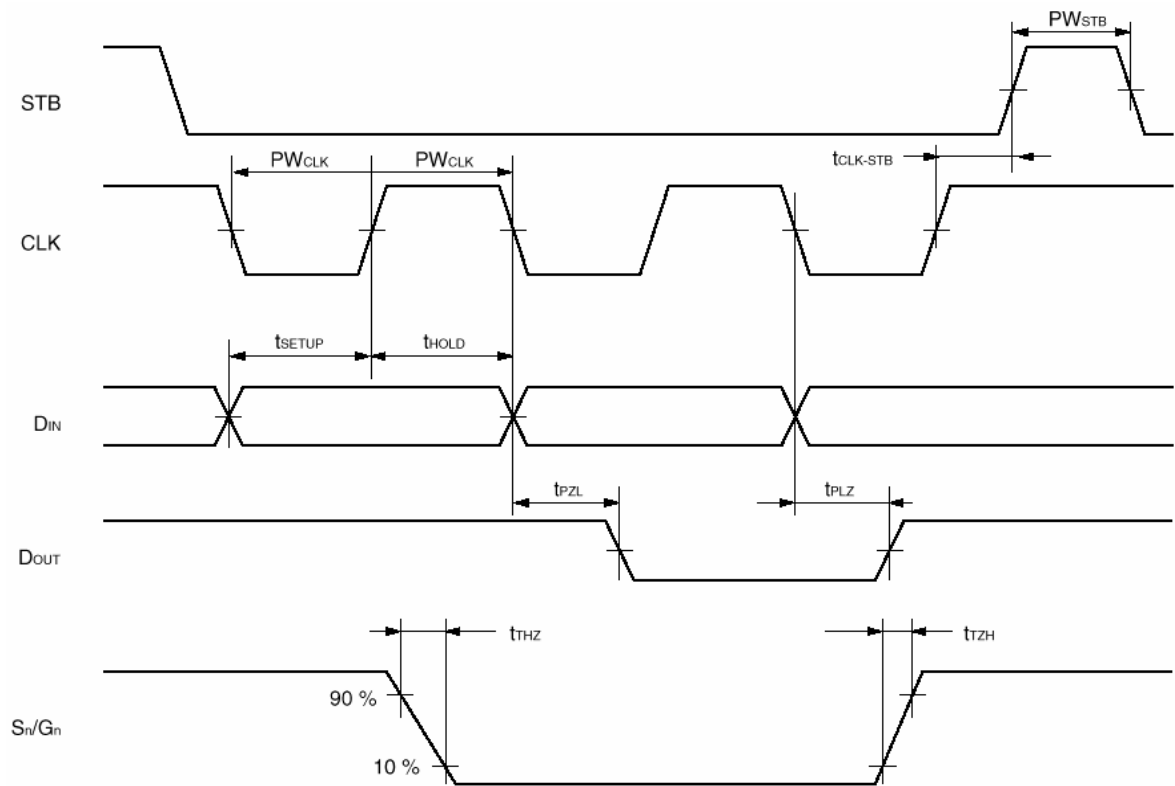 PWSTB
STB
PWCLK PWCLK
tCLK-STB
CLK
tSETUP tHOLD
DIN
tPZL tPLZ
DOUT
tTHZ tTZH
90 %
Sn/Gn
10 %